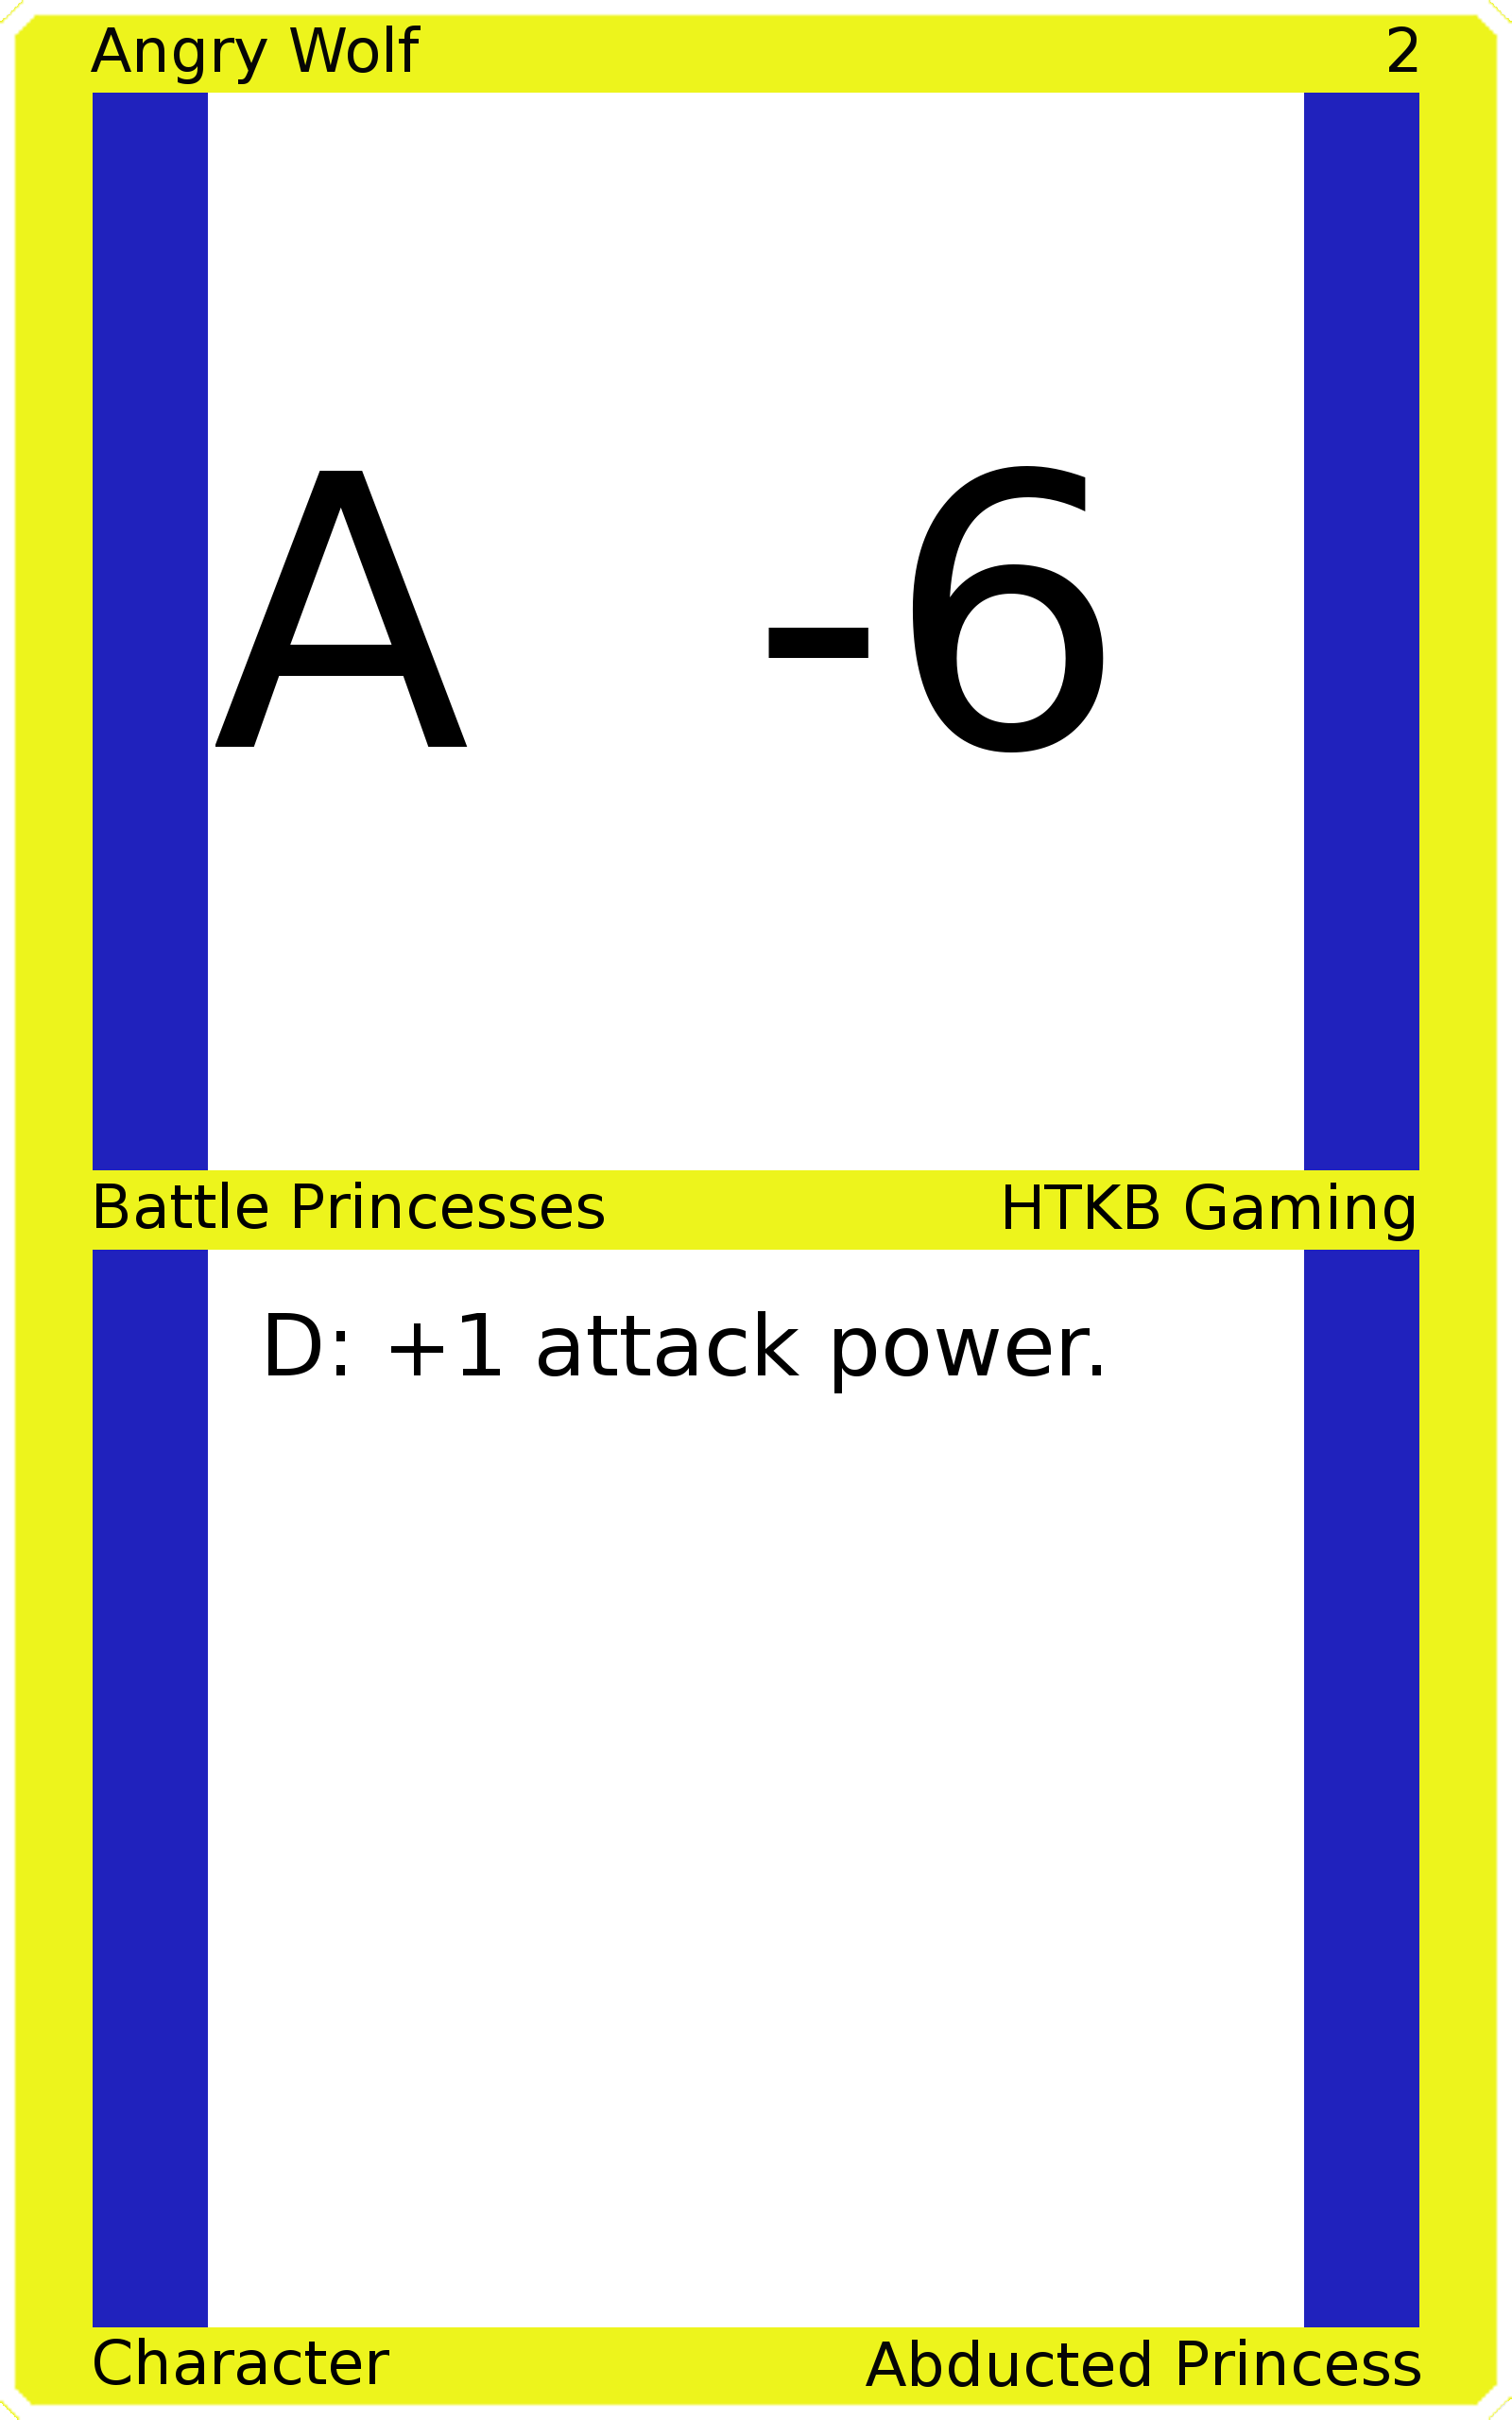 Angry Wolf 2
A -6
Battle Princesses HTKB Gaming
D: +1 attack power.
Character Abducted Princess